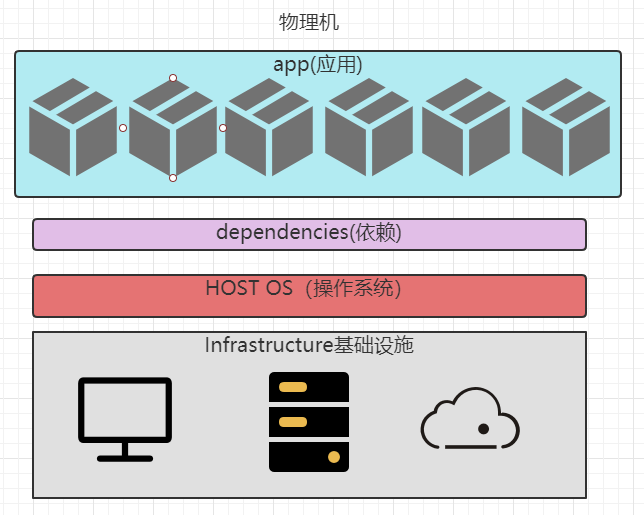 物理机
app(应用)
dependencies(依赖)
HOST OS（操作系统）
Infrastructure基础设施